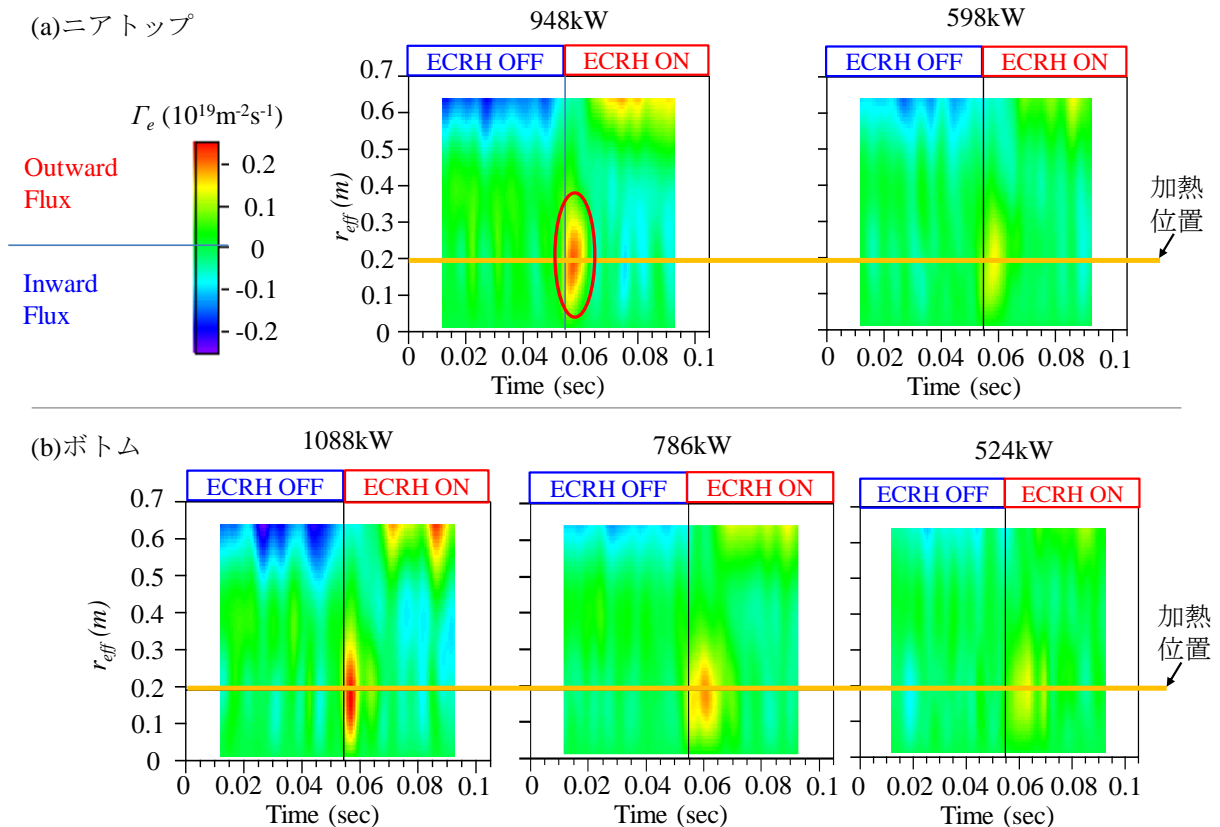 (a)ニアトップ
948kW
598kW
ECRH OFF
ECRH ON
ECRH OFF
ECRH ON
Γe (10^19 m^-2 s^-1)
0.2
0.1
0
-0.1
-0.2
Outward
Flux
Inward
Flux
reff (m)
0.7
0.6
0.5
0.4
0.3
0.2
0.1
0
0
0.02
0.04
0.06
0.08
0.1
Time (sec)
0
0.02
0.04
0.06
0.08
0.1
Time (sec)
加熱
位置
(b)ボトム
1088kW
786kW
524kW
ECRH OFF
ECRH ON
ECRH OFF
ECRH ON
ECRH OFF
ECRH ON
reff (m)
0.7
0.6
0.5
0.4
0.3
0.2
0.1
0
0
0.02
0.04
0.06
0.08
0.1
Time (sec)
0
0.02
0.04
0.06
0.08
0.1
Time (sec)
0
0.02
0.04
0.06
0.08
0.1
Time (sec)
加熱
位置